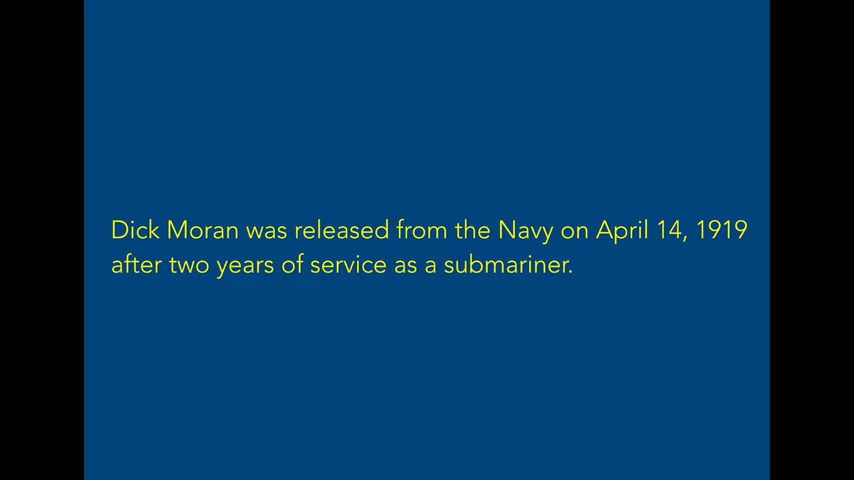 Dick Moran was released from the Navy on April 14, 1919
after two years of service as a submariner.